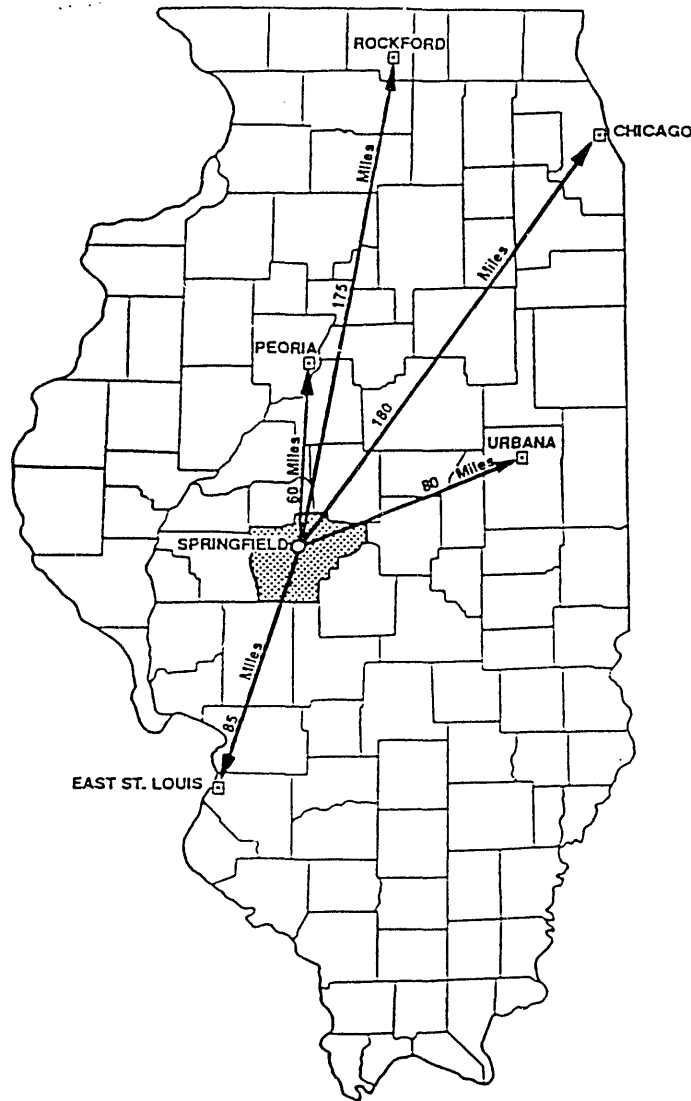 ROCKFORD
CHICAGO
175 Miles
180 Miles
PEORIA
60 Miles
URBANA
80 Miles
SPRINGFIELD
85 Miles
EAST ST. LOUIS